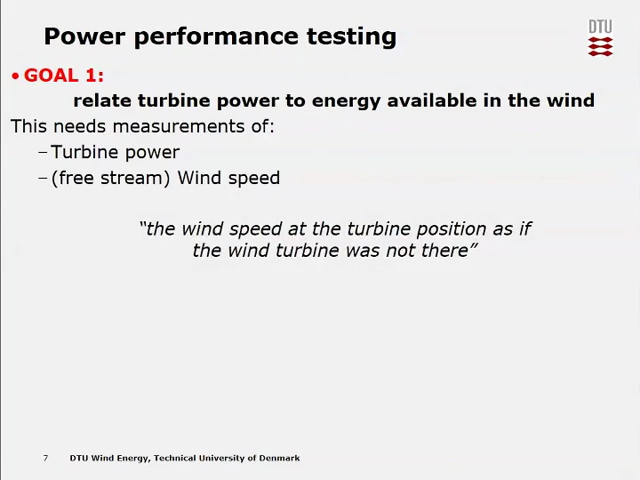 Power performance testing
DTU
• GOAL 1:
relate turbine power to energy available in the wind
This needs measurements of:
–Turbine power
–(free stream) Wind speed
“the wind speed at the turbine position as if
the wind turbine was not there”
7 DTU Wind Energy, Technical University of Denmark